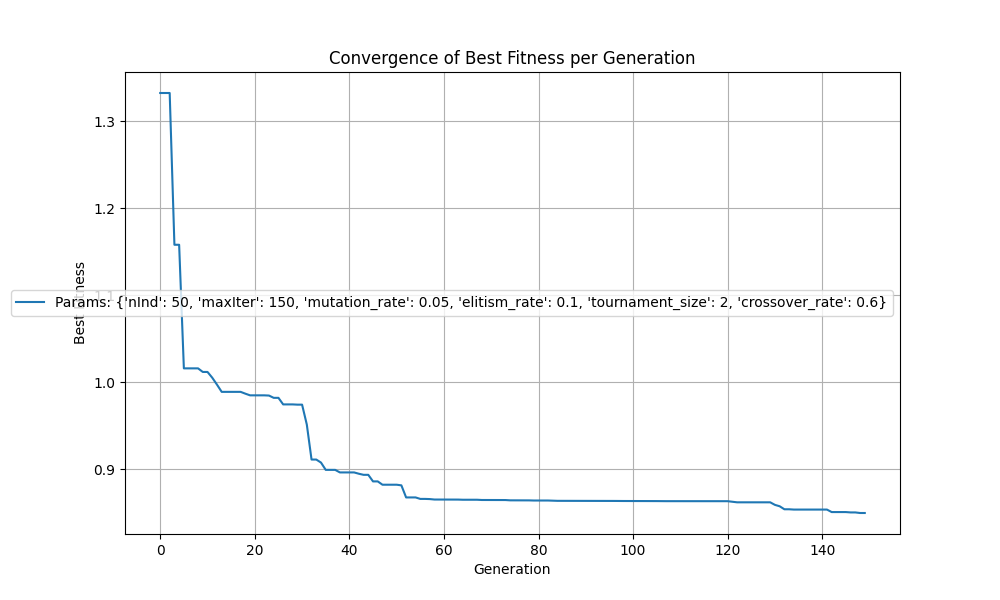 Convergence of Best Fitness per Generation
1.3
1.2
1.1
1.0
0.9
Best
Params: {'nInd': 50, 'maxIter': 150, 'mutation_rate': 0.05, 'elitism_rate': 0.1, 'tournament_size': 2, 'crossover_rate': 0.6}
0 20 40 60 80 100 120 140
Generation